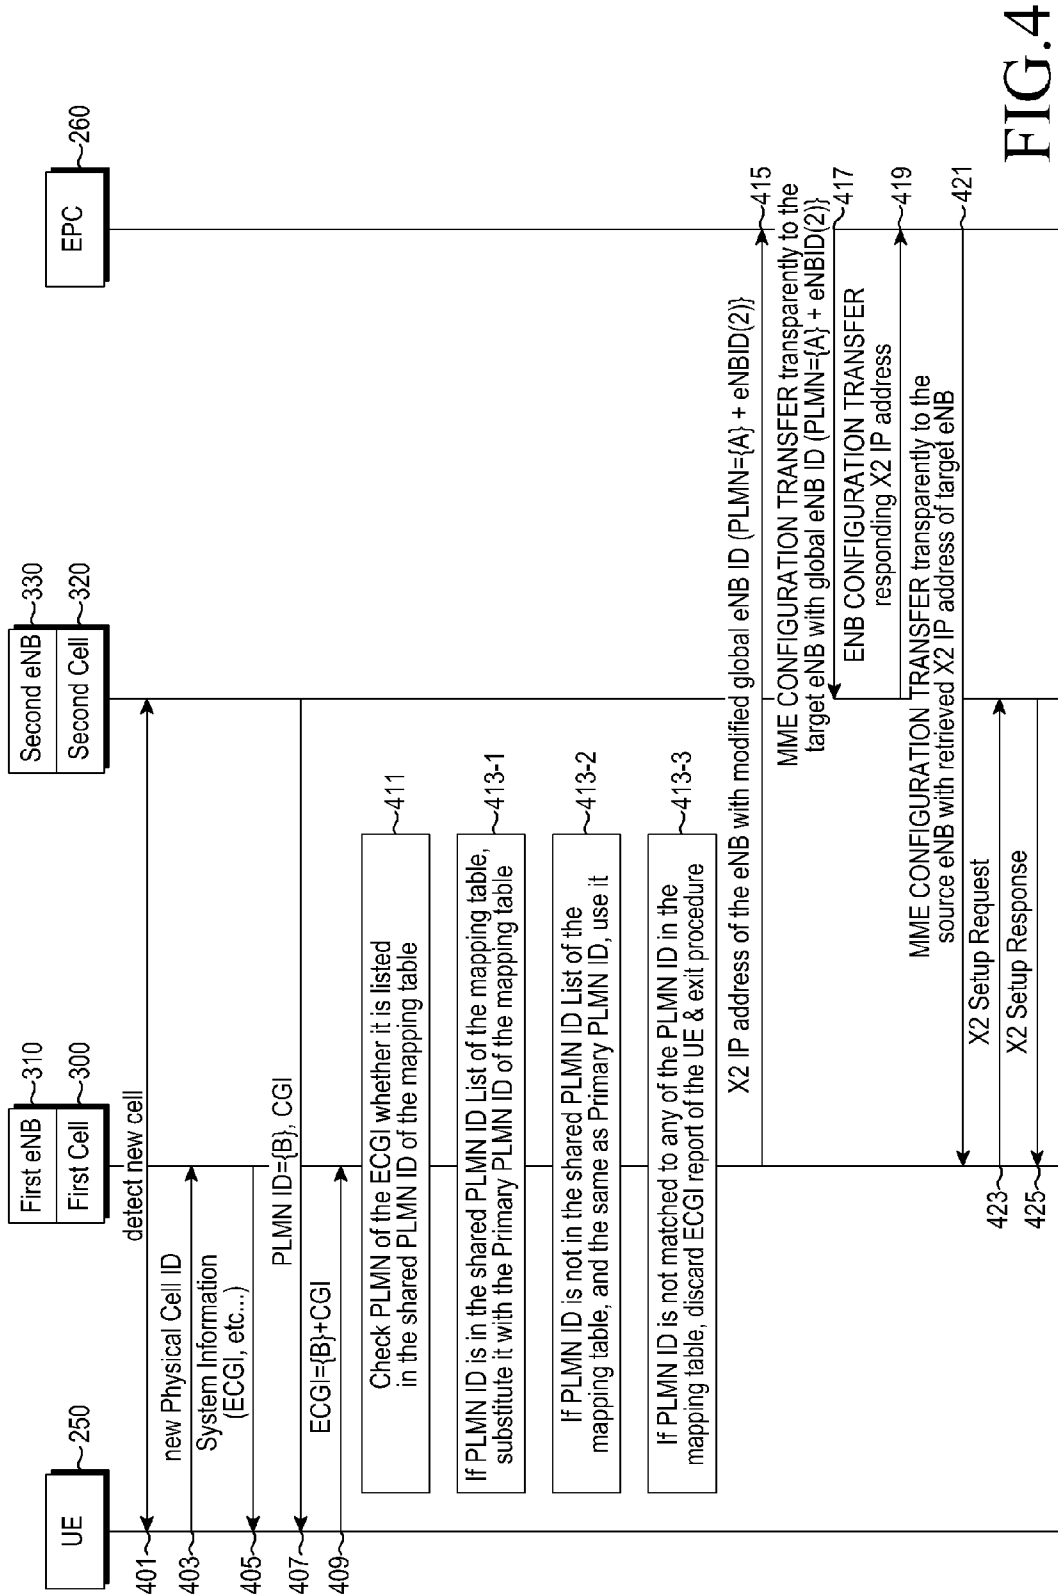 UE
250
First eNB
310
First Cell
300
Second eNB
330
Second Cell
320
EPC
260
401
detect new cell
403
new Physical Cell ID
405
System Information
(ECGI, etc...)
407
PLMN ID={B}, CGI
409
ECGI={B}+CGI
Check PLMN of the ECGI whether it is listed
in the shared PLMN ID of the mapping table
411
If PLMN ID is in the shared PLMN ID List of the mapping table,
substitute it with the Primary PLMN ID of the mapping table
413-1
If PLMN ID is not in the shared PLMN ID List of the
mapping table, and the same as Primary PLMN ID, use it
413-2
If PLMN ID is not matched to any of the PLMN ID in the
mapping table, discard ECGI report of the UE & exit procedure
413-3
X2 IP address of the eNB with modified global eNB ID (PLMN={A} + eNBID(2)}
415
MME CONFIGURATION TRANSFER transparently to the
target eNB with global eNB ID (PLMN={A} + eNBID(2)}
417
ENB CONFIGURATION TRANSFER
responding X2 IP address
419
MME CONFIGURATION TRANSFER transparently to the
source eNB with retrieved X2 IP address of target eNB
421
X2 Setup Request
423
X2 Setup Response
425
FIG.4